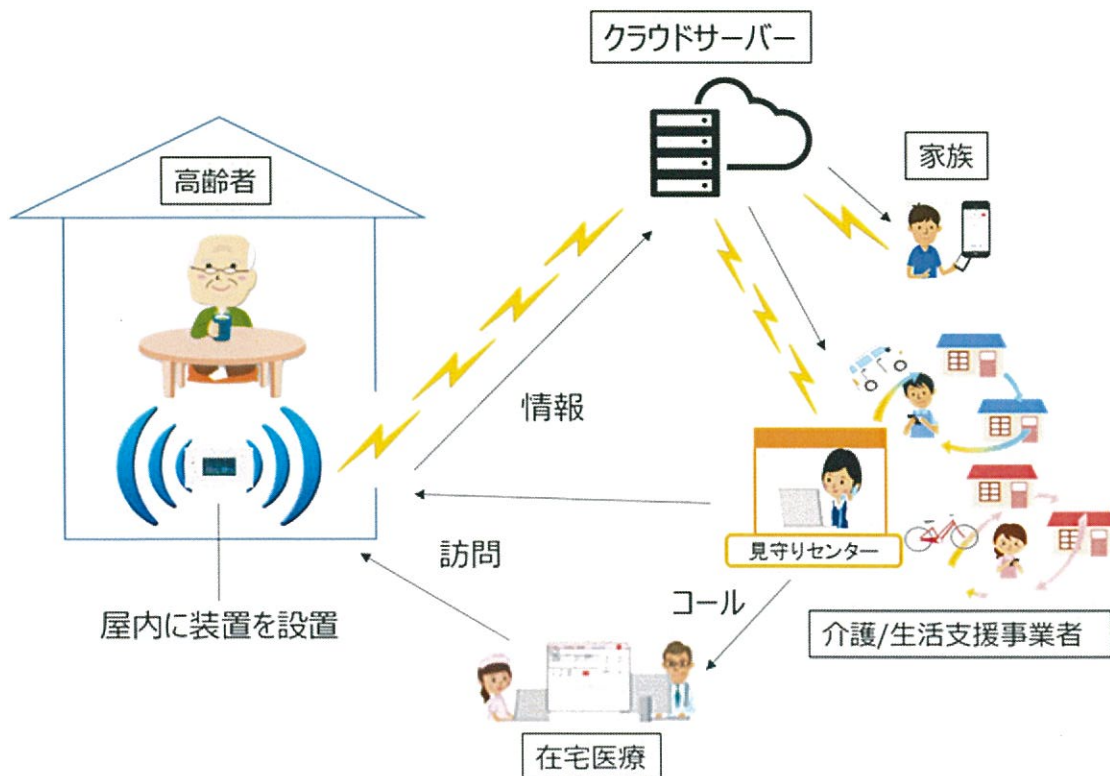 クラウドサーバー
家族
高齢者
情報
訪問
見守りセンター
コール
屋内に装置を設置
介護/生活支援事業者
在宅医療